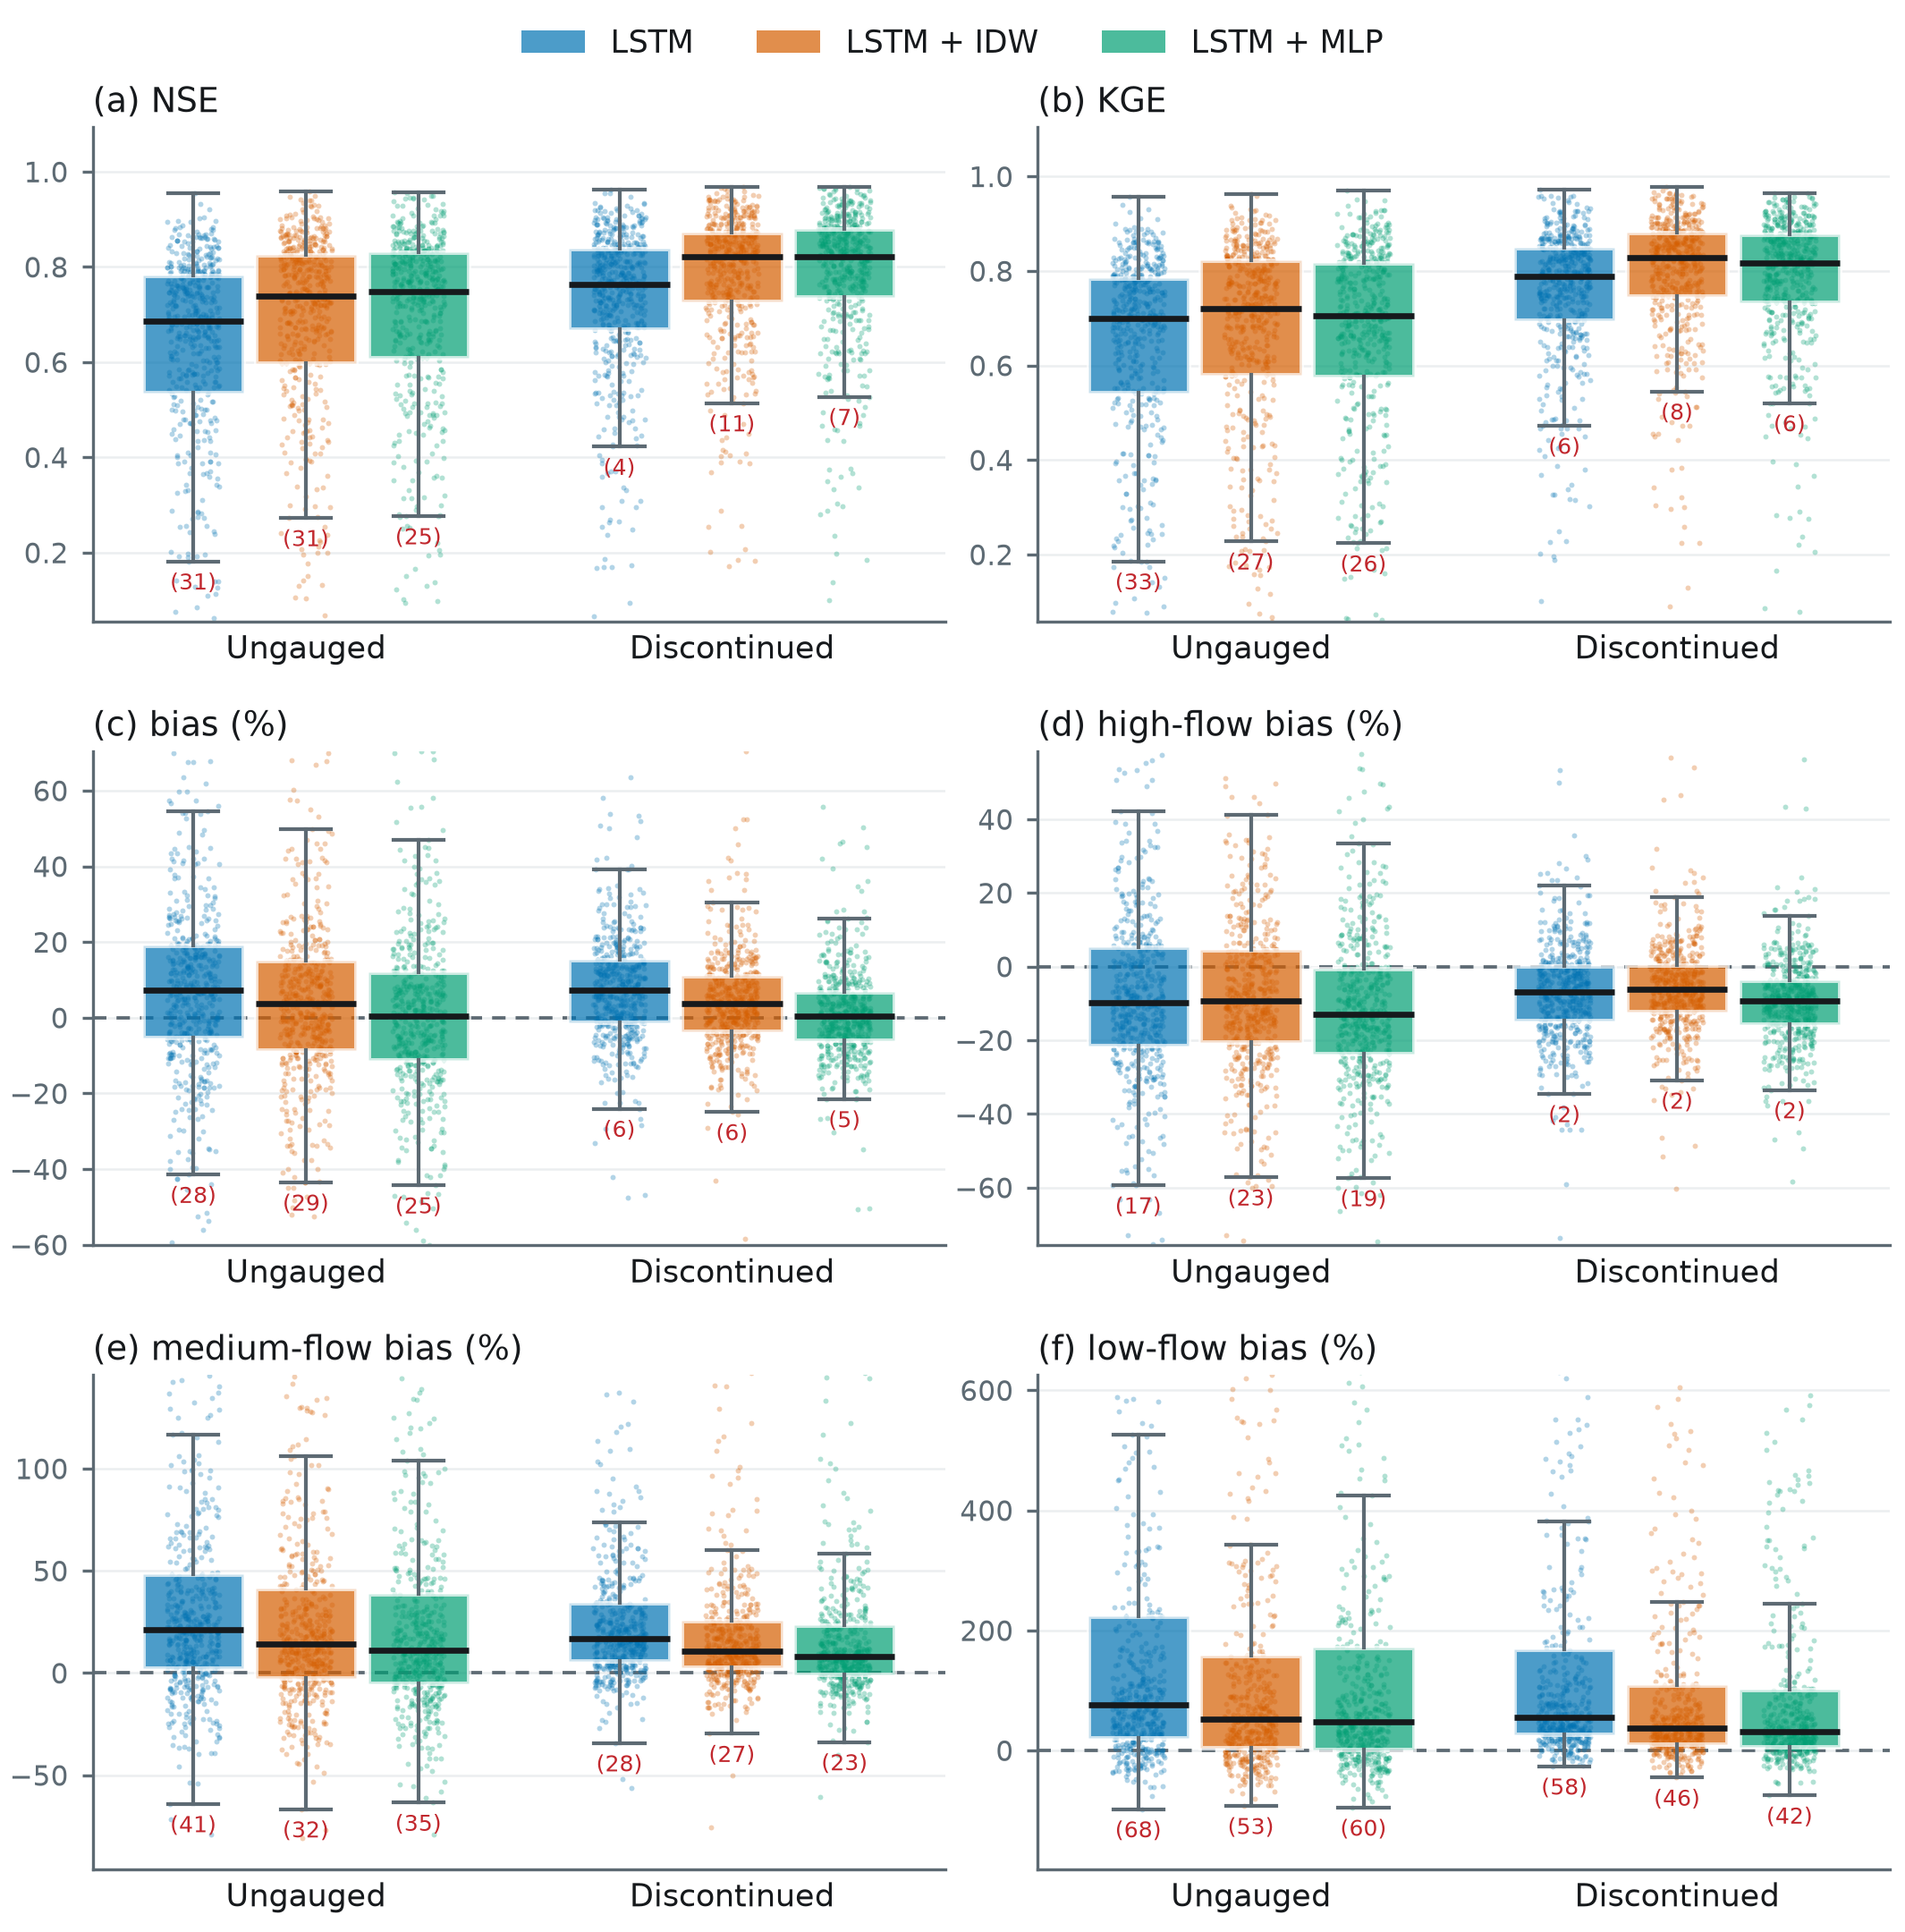 LSTM LSTM + IDW LSTM + MLP
(a) NSE
1.0
0.8
0.6
0.4
0.2
(31) (31) (25) (4) (11) (7)
Ungauged Discontinued
(b) KGE
1.0
0.8
0.6
0.4
0.2
(33) (27) (26) (6) (8) (6)
Ungauged Discontinued
(c) bias (%)
60
40
20
0
−20
−40
−60
(28) (29) (25) (6) (6) (5)
Ungauged Discontinued
(d) high-flow bias (%)
40
20
0
−20
−40
−60
(17) (23) (19) (2) (2) (2)
Ungauged Discontinued
(e) medium-flow bias (%)
100
50
0
−50
(41) (32) (35) (28) (27) (23)
Ungauged Discontinued
(f) low-flow bias (%)
600
400
200
0
(68) (53) (60) (58) (46) (42)
Ungauged Discontinued